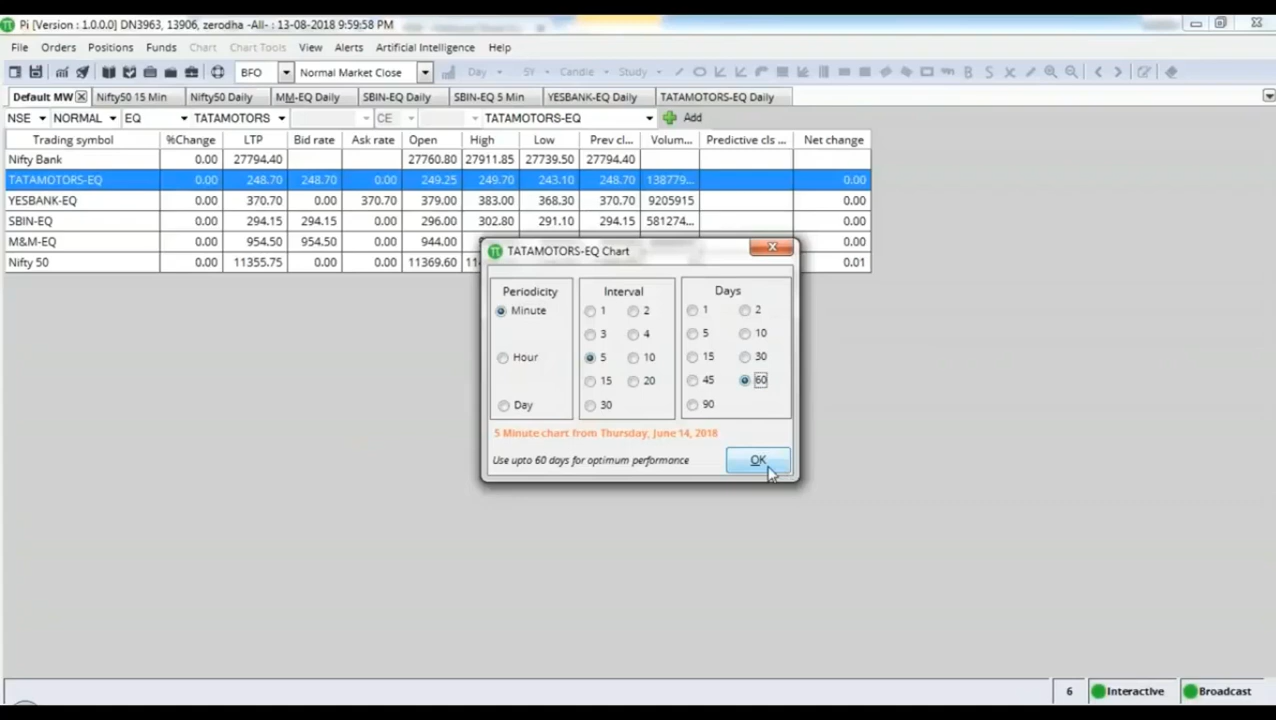 Pi [Version : 1.0.0.0] DN3963, 13906, zerodha -All- : 13-08-2018 9:59:58 PM
File Orders Positions Funds Chart Chart Tools View Alerts Artificial Intelligence Help
BFO Normal Market Close Day 5Y Candle Study B S X
Default MW Nifty50 15 Min Nifty50 Daily MM-EQ Daily SBIN-EQ Daily SBIN-EQ 5 Min YESBANK-EQ Daily TATAMOTORS-EQ Daily
NSE NORMAL EQ TATAMOTORS CE TATAMOTORS-EQ Add
Trading symbol %Change LTP Bid rate Ask rate Open High Low Prev cl... Volum... Predictive cls ... Net change
Nifty Bank 0.00 27794.40 27760.80 27911.85 27739.50 27794.40 0.00
TATAMOTORS-EQ 0.00 248.70 248.70 0.00 249.25 249.70 243.10 248.70 138779... 0.00
YESBANK-EQ 0.00 370.70 0.00 370.70 379.00 383.00 368.30 370.70 9205915 0.00
SBIN-EQ 0.00 294.15 294.15 0.00 296.00 302.80 291.10 294.15 581274... 0.00
M&M-EQ 0.00 954.50 954.50 0.00 944.00 0.00
Nifty 50 0.00 11355.75 0.00 0.00 11369.60 11 0.01
TATAMOTORS-EQ Chart
Periodicity Interval Days
Minute 1 2 1 2
3 4 5 10
Hour 5 10 15 30
15 20 45 60
Day 30 90
5 Minute chart from Thursday, June 14, 2018
Use upto 60 days for optimum performance OK
6 Interactive Broadcast